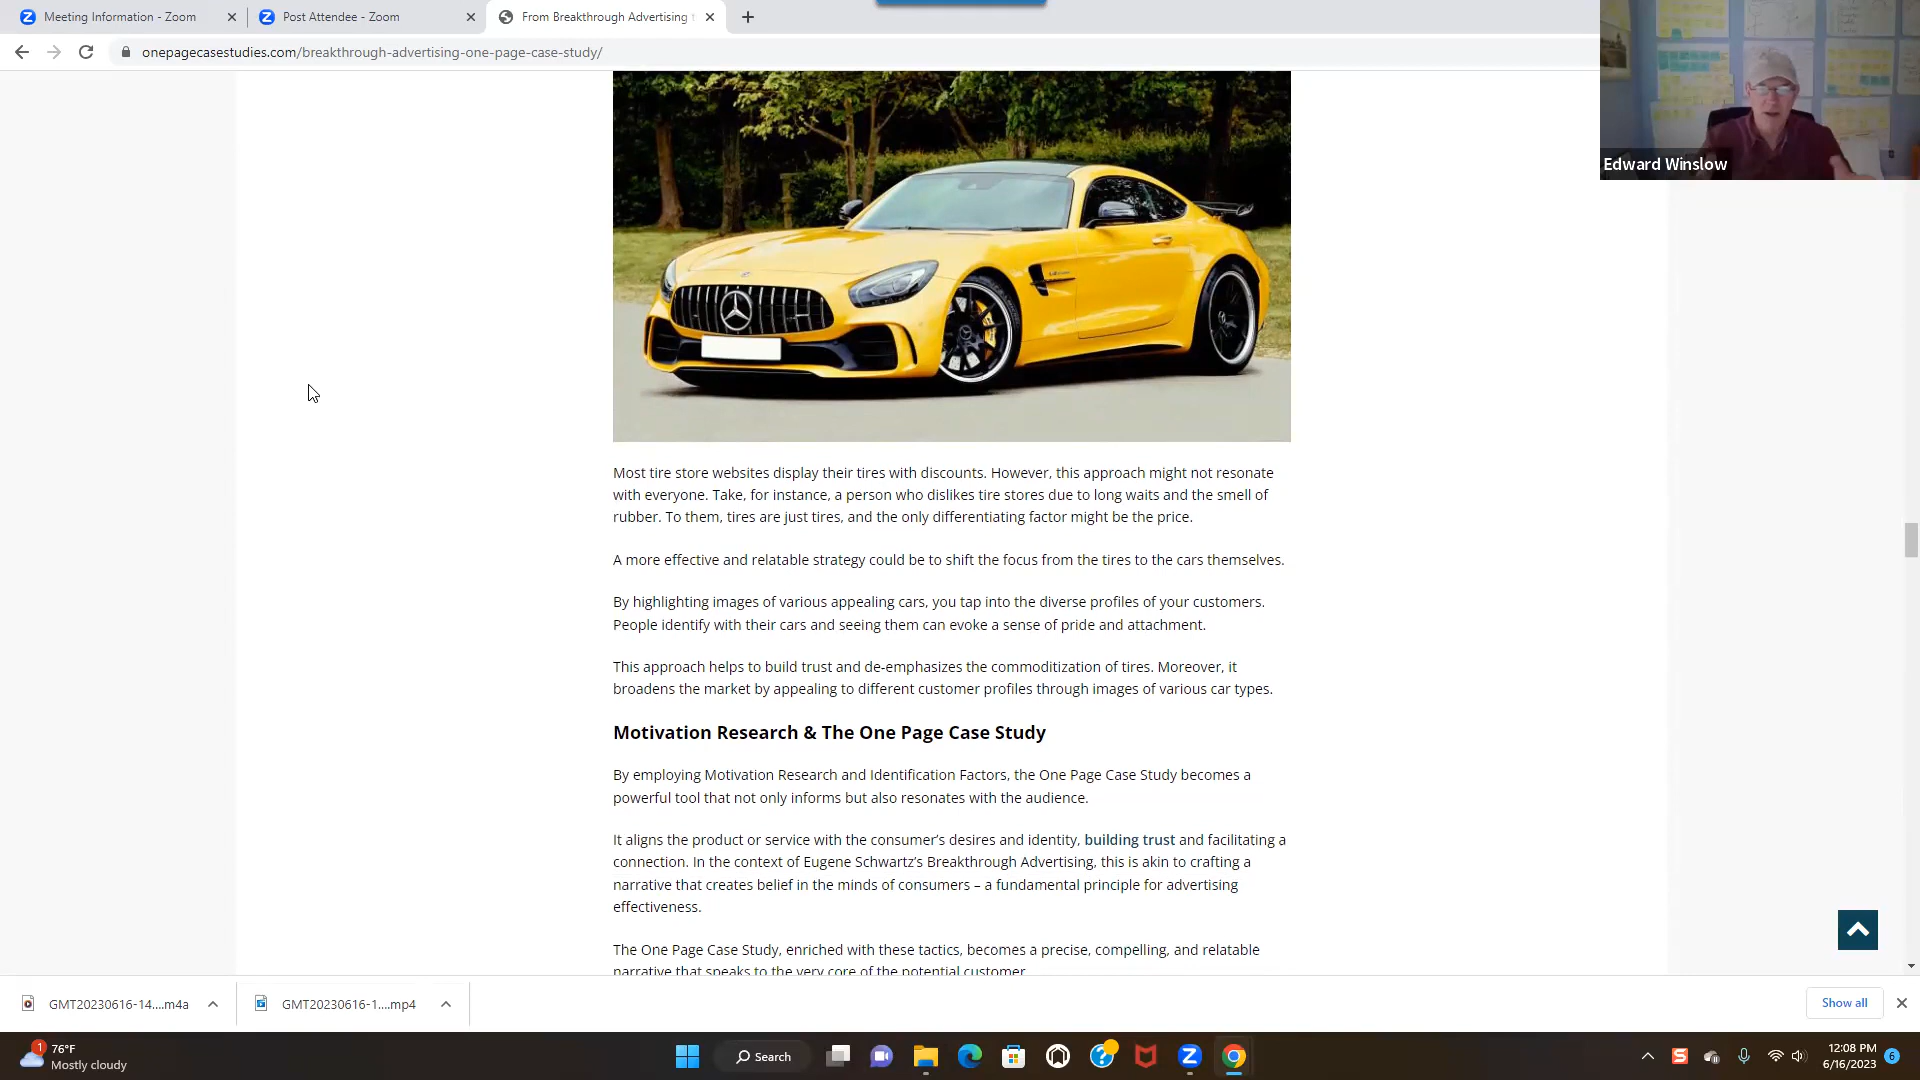 Meeting Information - Zoom
Post Attendee - Zoom
From Breakthrough Advertising
onepagecasestudies.com/breakthrough-advertising-one-page-case-study/
Edward Winslow
Most tire store websites display their tires with discounts. However, this approach might not resonate
with everyone. Take, for instance, a person who dislikes tire stores due to long waits and the smell of
rubber. To them, tires are just tires, and the only differentiating factor might be the price.
A more effective and relatable strategy could be to shift the focus from the tires to the cars themselves.
By highlighting images of various appealing cars, you tap into the diverse profiles of your customers.
People identify with their cars and seeing them can evoke a sense of pride and attachment.
This approach helps to build trust and de-emphasizes the commoditization of tires. Moreover, it
broadens the market by appealing to different customer profiles through images of various car types.
Motivation Research & The One Page Case Study
By employing Motivation Research and Identification Factors, the One Page Case Study becomes a
powerful tool that not only informs but also resonates with the audience.
It aligns the product or service with the consumer's desires and identity, building trust and facilitating a
connection. In the context of Eugene Schwartz's Breakthrough Advertising, this is akin to crafting a
narrative that creates belief in the minds of consumers – a fundamental principle for advertising
effectiveness.
The One Page Case Study, enriched with these tactics, becomes a precise, compelling, and relatable
narrative that speaks to the very core of the potential customer.
GMT20230616-14....m4a
GMT20230616-1....mp4
Show all
1
76°F
Mostly cloudy
Search
12:08 PM
6/16/2023
6